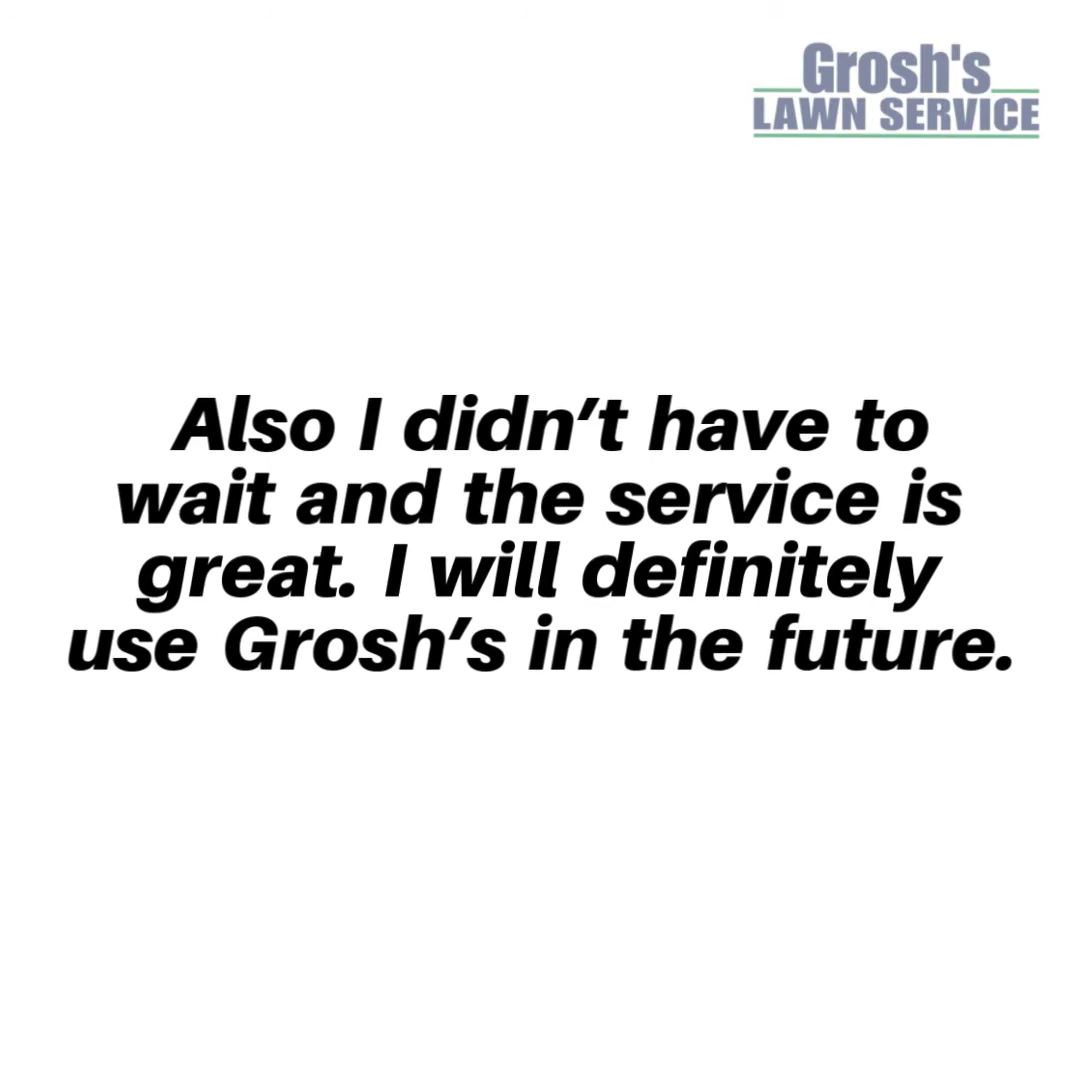 Grosh's
LAWN SERVICE
Also I didn’t have to
wait and the service is
great. I will definitely
use Grosh’s in the future.